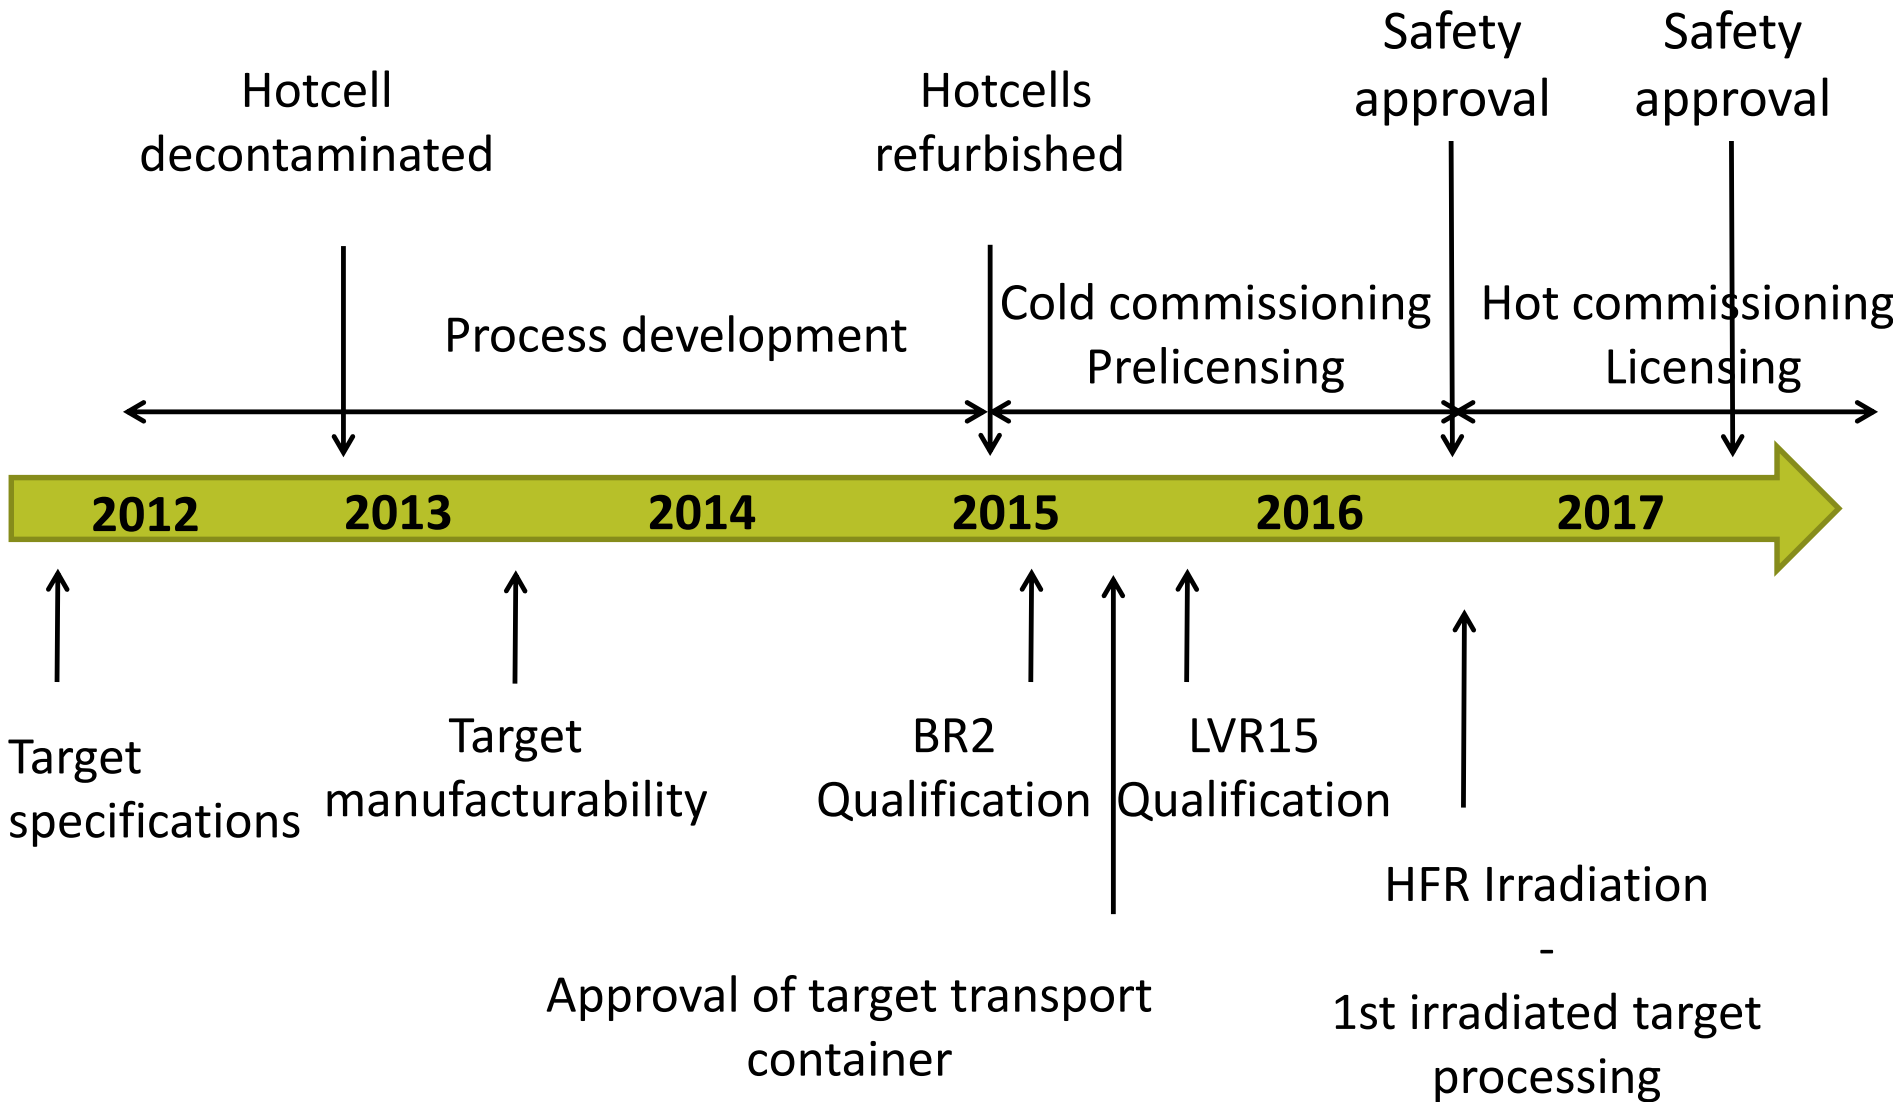 Hotcell
decontaminated
Hotcells
refurbished
Safety
approval
Safety
approval
Process development
Cold commissioning
Prelicensing
Hot commissioning
Licensing
2012
2013
2014
2015
2016
2017
Target
specifications
Target
manufacturability
BR2
Qualification
LVR15
Qualification
Approval of target transport
container
HFR Irradiation
-
1st irradiated target
processing